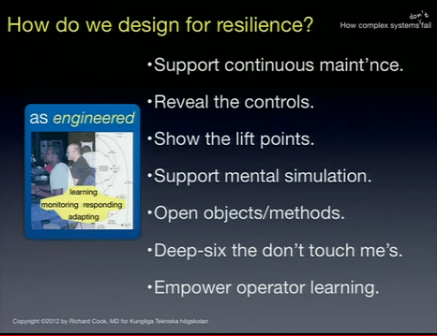 How do we design for resilience?
don't
How complex systems^fail
•Support continuous maint'nce.
•Reveal the controls.
•Show the lift points.
•Support mental simulation.
•Open objects/methods.
•Deep-six the don't touch me's.
•Empower operator learning.
as engineered
learning
monitoring responding
adapting
Copyright ©2012 by Richard Cook, MD for Kungliga Tekniska högskolan